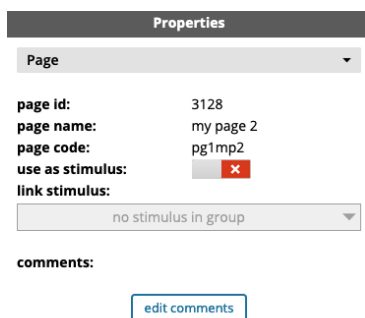 Properties
Page
page id: 3128
page name: my page 2
page code: pg1mp2
use as stimulus:
link stimulus:
no stimulus in group
comments:
edit comments